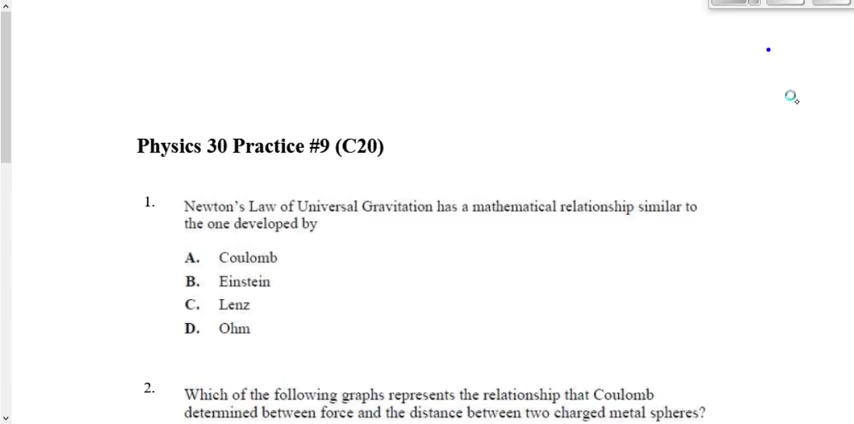 Physics 30 Practice #9 (C20)
1. Newton's Law of Universal Gravitation has a mathematical relationship similar to
the one developed by
A. Coulomb
B. Einstein
C. Lenz
D. Ohm
2. Which of the following graphs represents the relationship that Coulomb
determined between force and the distance between two charged metal spheres?